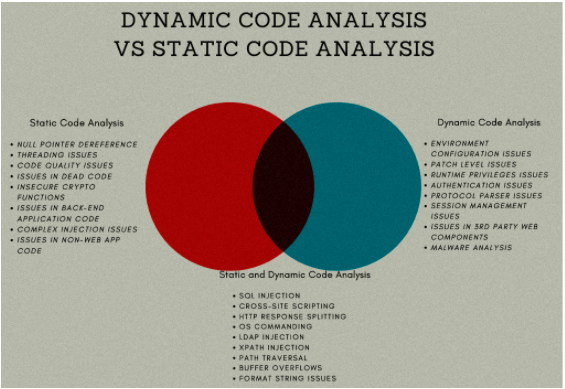 DYNAMIC CODE ANALYSIS
VS STATIC CODE ANALYSIS
Static Code Analysis
• NULL POINTER DEREFERENCE
• THREADING ISSUES
• CODE QUALITY ISSUES
• ISSUES IN DEAD CODE
• INSECURE CRYPTO
FUNCTIONS
• ISSUES IN BACK-END
APPLICATION CODE
• COMPLEX INJECTION ISSUES
• ISSUES IN NON-WEB APP
CODE
Dynamic Code Analysis
• ENVIRONMENT
CONFIGURATION ISSUES
• PATCH LEVEL ISSUES
• RUNTIME PRIVILEGES ISSUES
• AUTHENTICATION ISSUES
• PROTOCOL PARSER ISSUES
• SESSION MANAGEMENT
ISSUES
• ISSUES IN 3RD PARTY WEB
COMPONENTS
• MALWARE ANALYSIS
Static and Dynamic Code Analysis
• SQL INJECTION
• CROSS-SITE SCRIPTING
• HTTP RESPONSE SPLITTING
• OS COMMANDING
• LDAP INJECTION
• XPATH INJECTION
• PATH TRAVERSAL
• BUFFER OVERFLOWS
• FORMAT STRING ISSUES